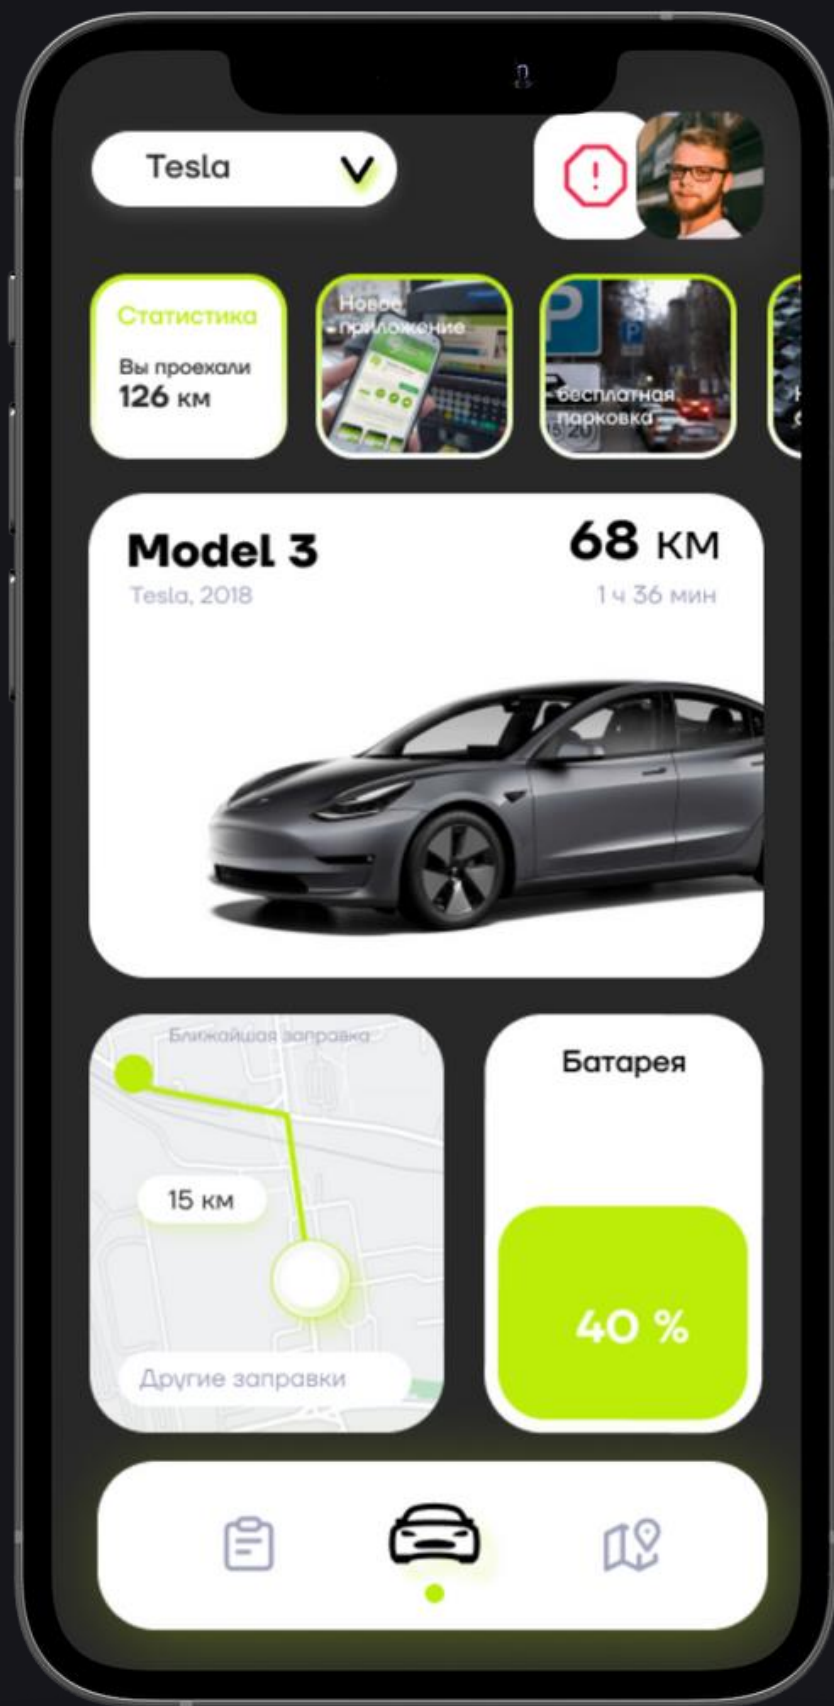 Tesla
Статистика
Вы проехали
126 км
Новое
приложение
P
P
бесплатная
парковка
Model 3
68 км
Tesla, 2018
1 ч 36 мин
Ближайшая заправка
15 км
Другие заправки
Батарея
40 %